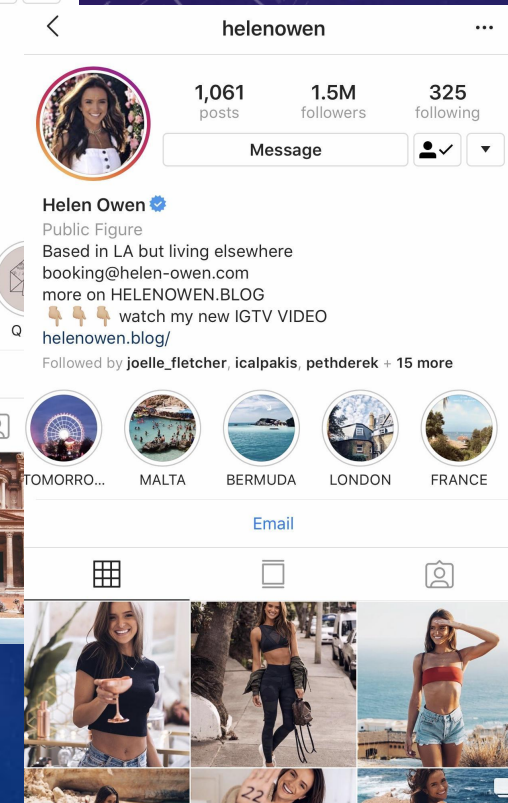 helenowen
1,061 1.5M 325
posts followers following
Message
Helen Owen
Public Figure
Based in LA but living elsewhere
booking@helen-owen.com
more on HELENOWEN.BLOG
👇🏼👇🏼👇🏼 watch my new IGTV VIDEO
helenowen.blog/
Followed by joelle_fletcher, icalpakis, pethderek + 15 more
Q
TOMORRO... MALTA BERMUDA LONDON FRANCE
Email
22